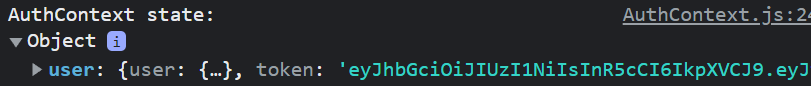 AuthContext state: AuthContext.js:24
▼Object i
▶ user: {user: {…}, token: 'eyJhbGciOiJIUzI1NiIsInR5cCI6IkpXVCJ9.eyJ